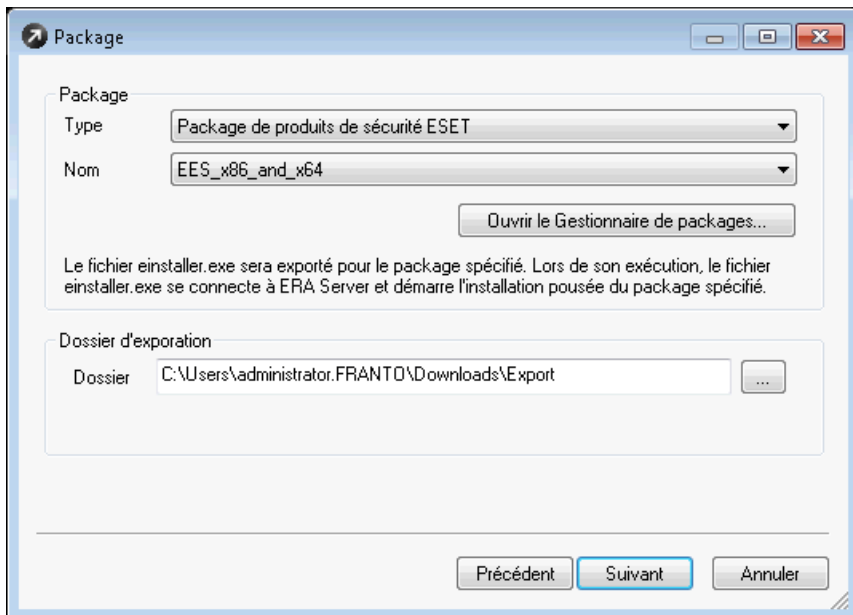 Package
Package
Type
Package de produits de sécurité ESET
Nom
EES_x86_and_x64
Ouvrir le Gestionnaire de packages...
Le fichier einstaller.exe sera exporté pour le package spécifié. Lors de son exécution, le fichier
einstaller.exe se connecte à ERA Server et démarre l'installation pousée du package spécifié.
Dossier d'exporation
Dossier
C:\Users\administrator.FRANTO\Downloads\Export
...
Précédent
Suivant
Annuler